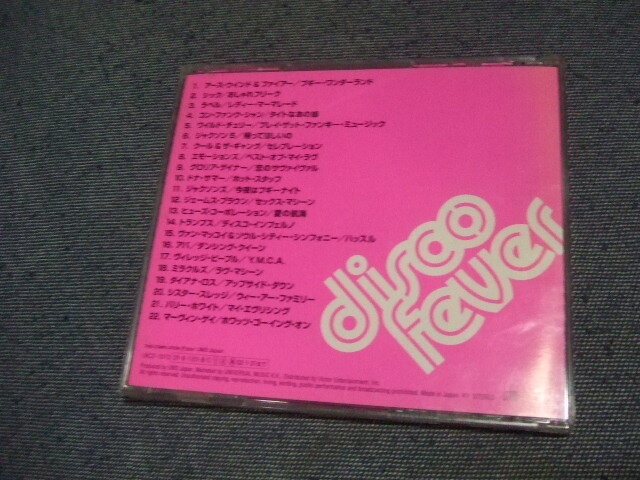 1. アース・ウインド&ファイアー/ブギー・ワンダーランド
2. シック/おしゃれフリーク
3. ラベル/レディー・マーマレード
4. コン・ファンク・シャン/タイトな恋の罠
5. ワイルド・チェリー/プレイ・ザット・ファンキー・ミュージック
6. ジャクソン5/帰ってほしいの
7. クール&ザ・ギャング/セレブレーション
8. エモーションズ/ベスト・オブ・マイ・ラヴ
9. グロリア・ゲイナー/恋のサヴァイヴァル
10. ドナ・サマー/ホット・スタッフ
11. ジャクソンズ/今夜はブギー・ナイト
12. ジェームス・ブラウン/セックス・マシーン
13. ヒューズ・コーポレーション/愛の航海
14. トランプス/ディスコ・インフェルノ
15. ヴァン・マッコイ&ソウル・シティー・シンフォニー/ハッスル
16. アバ/ダンシング・クイーン
17. ヴィレッジ・ピープル/Y.M.C.A.
18. ミラクルズ/ラヴ・マシーン
19. ダイアナ・ロス/アップサイド・ダウン
20. シスター・スレッジ/ウィー・アー・ファミリー
21. バリー・ホワイト/マイ・エヴリシング
22. マーヴィン・ゲイ/ホワッツ・ゴーイング・オン
disco
fever